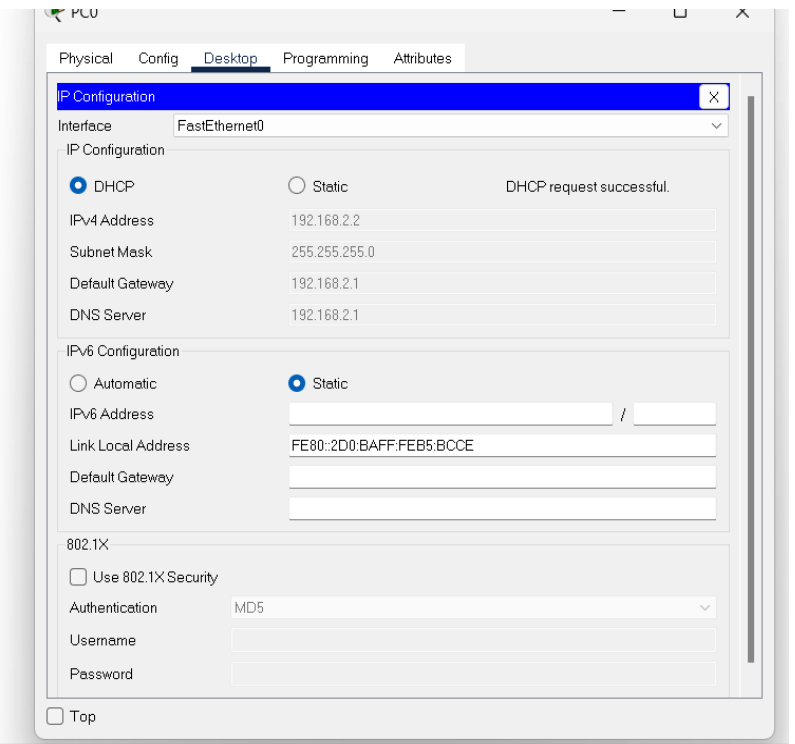 PC0
Physical Config Desktop Programming Attributes
IP Configuration X
Interface FastEthernet0
IP Configuration
DHCP Static DHCP request successful.
IPv4 Address 192.168.2.2
Subnet Mask 255.255.255.0
Default Gateway 192.168.2.1
DNS Server 192.168.2.1
IPv6 Configuration
Automatic Static
IPv6 Address /
Link Local Address FE80::2D0:BAFF:FEB5:BCCE
Default Gateway
DNS Server
802.1X
Use 802.1X Security
Authentication MD5
Username
Password
Top